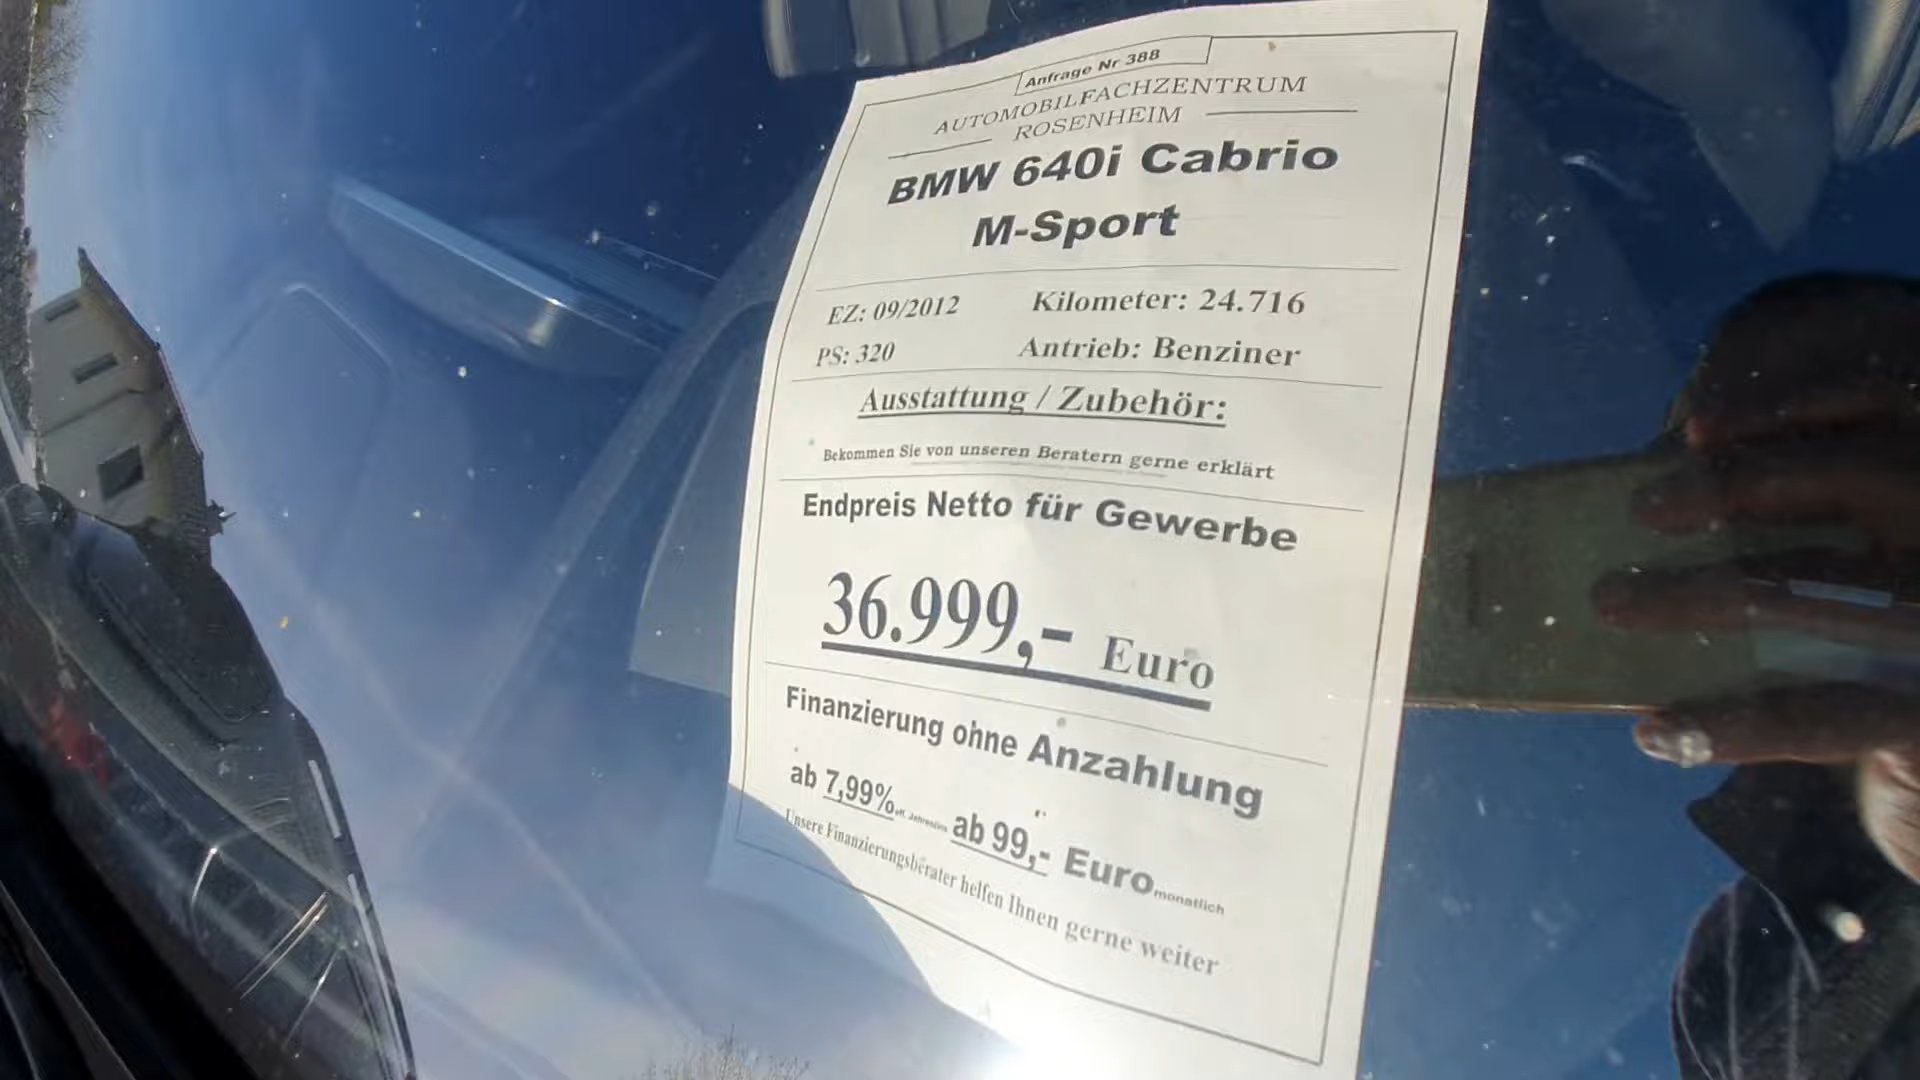 Anfrage Nr 388
AUTOMOBILFACHZENTRUM
ROSENHEIM
BMW 640i Cabrio
M-Sport
EZ: 09/2012 Kilometer: 24.716
PS: 320 Antrieb: Benziner
Ausstattung / Zubehör:
Bekommen Sie von unseren Beratern gerne erklärt
Endpreis Netto für Gewerbe
36.999,- Euro
Finanzierung ohne Anzahlung
ab 7,99% eff. Jahreszins ab 99,- Euro monatlich
Unsere Finanzierungsberater helfen Ihnen gerne weiter